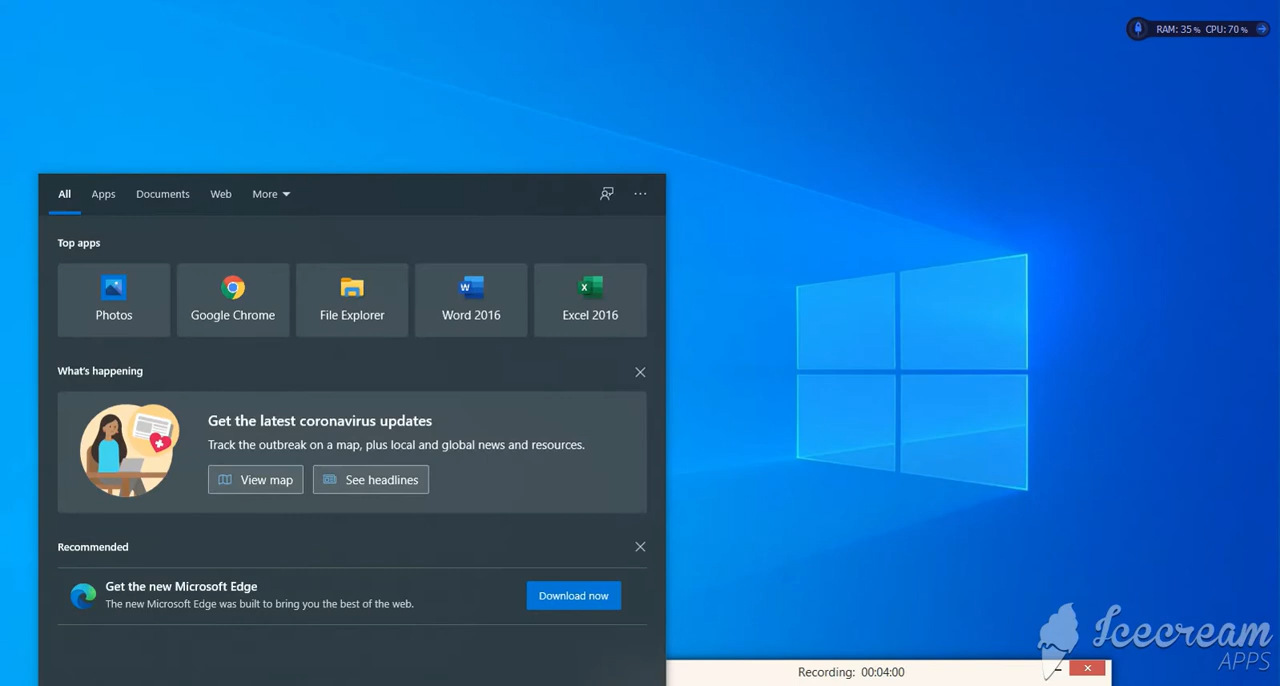 RAM: 35 % CPU: 70 %
All Apps Documents Web More
Top apps
Photos Google Chrome File Explorer Word 2016 Excel 2016
What's happening
Get the latest coronavirus updates
Track the outbreak on a map, plus local and global news and resources.
View map See headlines
Recommended
Get the new Microsoft Edge
The new Microsoft Edge was built to bring you the best of the web.
Download now
Icecream
APPS
Recording: 00:04:00